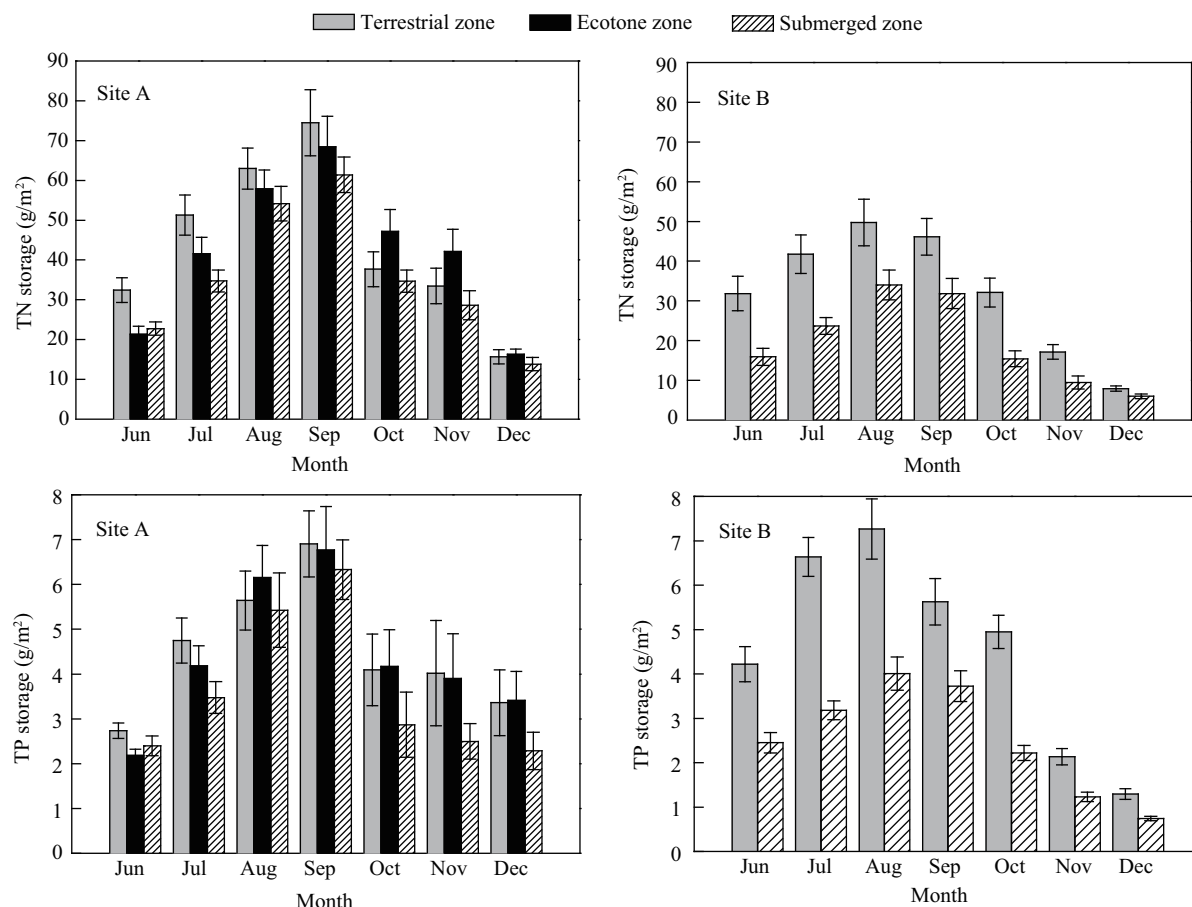 Terrestrial zone Ecotone zone Submerged zone
Site A
TN storage (g/m²)
90
80
70
60
50
40
30
20
10
0
Jun Jul Aug Sep Oct Nov Dec
Month
Site B
TN storage (g/m²)
90
80
70
60
50
40
30
20
10
0
Jun Jul Aug Sep Oct Nov Dec
Month
Site A
TP storage (g/m²)
8
7
6
5
4
3
2
1
0
Jun Jul Aug Sep Oct Nov Dec
Month
Site B
TP storage (g/m²)
8
7
6
5
4
3
2
1
0
Jun Jul Aug Sep Oct Nov Dec
Month